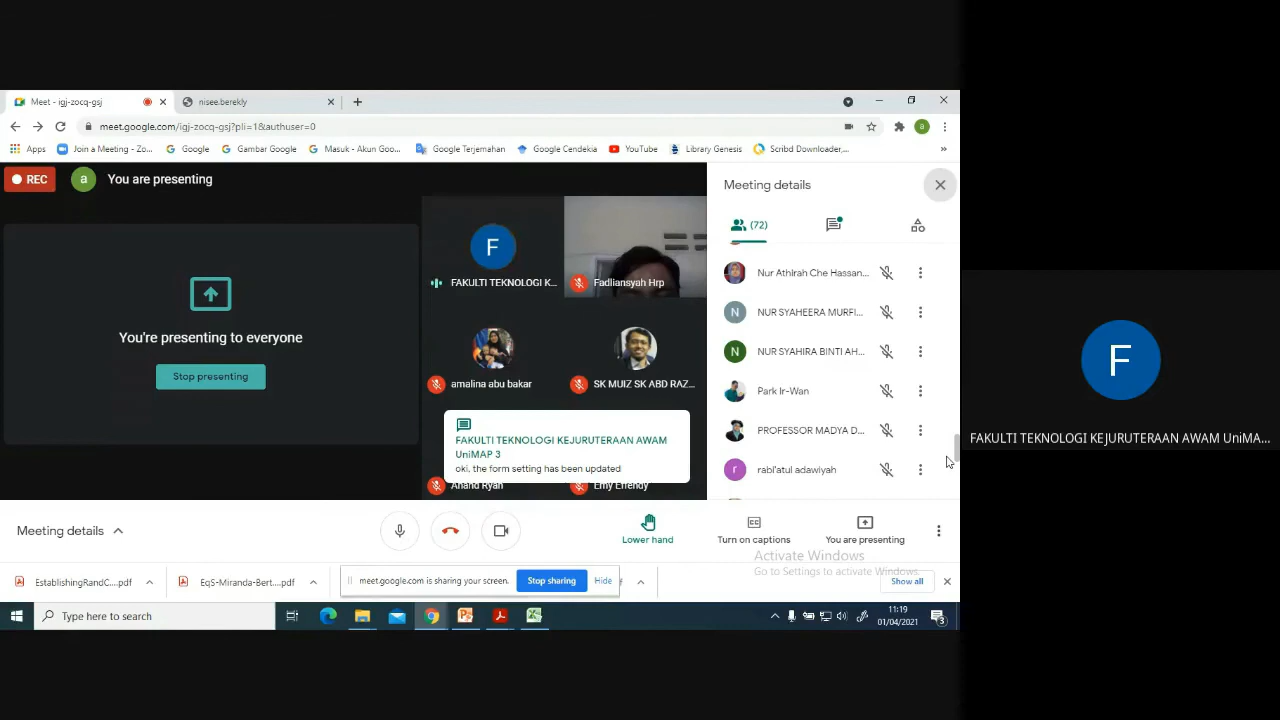 Meet - igj-zocq-gsj
nisee.berekly
meet.google.com/igj-zocq-gsj?pli=1&authuser=0
Apps
Join a Meeting - Zo...
Google
Gambar Google
Masuk - Akun Goo...
Google Terjemahan
Google Cendekia
YouTube
Library Genesis
Scribd Downloader,...
»
REC
a
You are presenting
You're presenting to everyone
Stop presenting
F
FAKULTI TEKNOLOGI K...
Fadliansyah Hrp
amalina abu bakar
SK MUIZ SK ABD RAZ...
FAKULTI TEKNOLOGI KEJURUTERAAN AWAM
UniMAP 3
oki, the form setting has been updated
Anand Ryan
Emy Effendy
Meeting details
(72)
Nur Athirah Che Hassan...
N
NUR SYAHEERA MURFI...
N
NUR SYAHIRA BINTI AH...
Park Ir-Wan
PROFESSOR MADYA D...
r
rabi'atul adawiyah
Meeting details
Lower hand
Turn on captions
You are presenting
Activate Windows
Go to Settings to activate Windows.
EstablishingRandC....pdf
EqS-Miranda-Bert....pdf
meet.google.com is sharing your screen.
Stop sharing
Hide
f
Show all
Type here to search
11:19
01/04/2021
3
F
FAKULTI TEKNOLOGI KEJURUTERAAN AWAM UniMA...